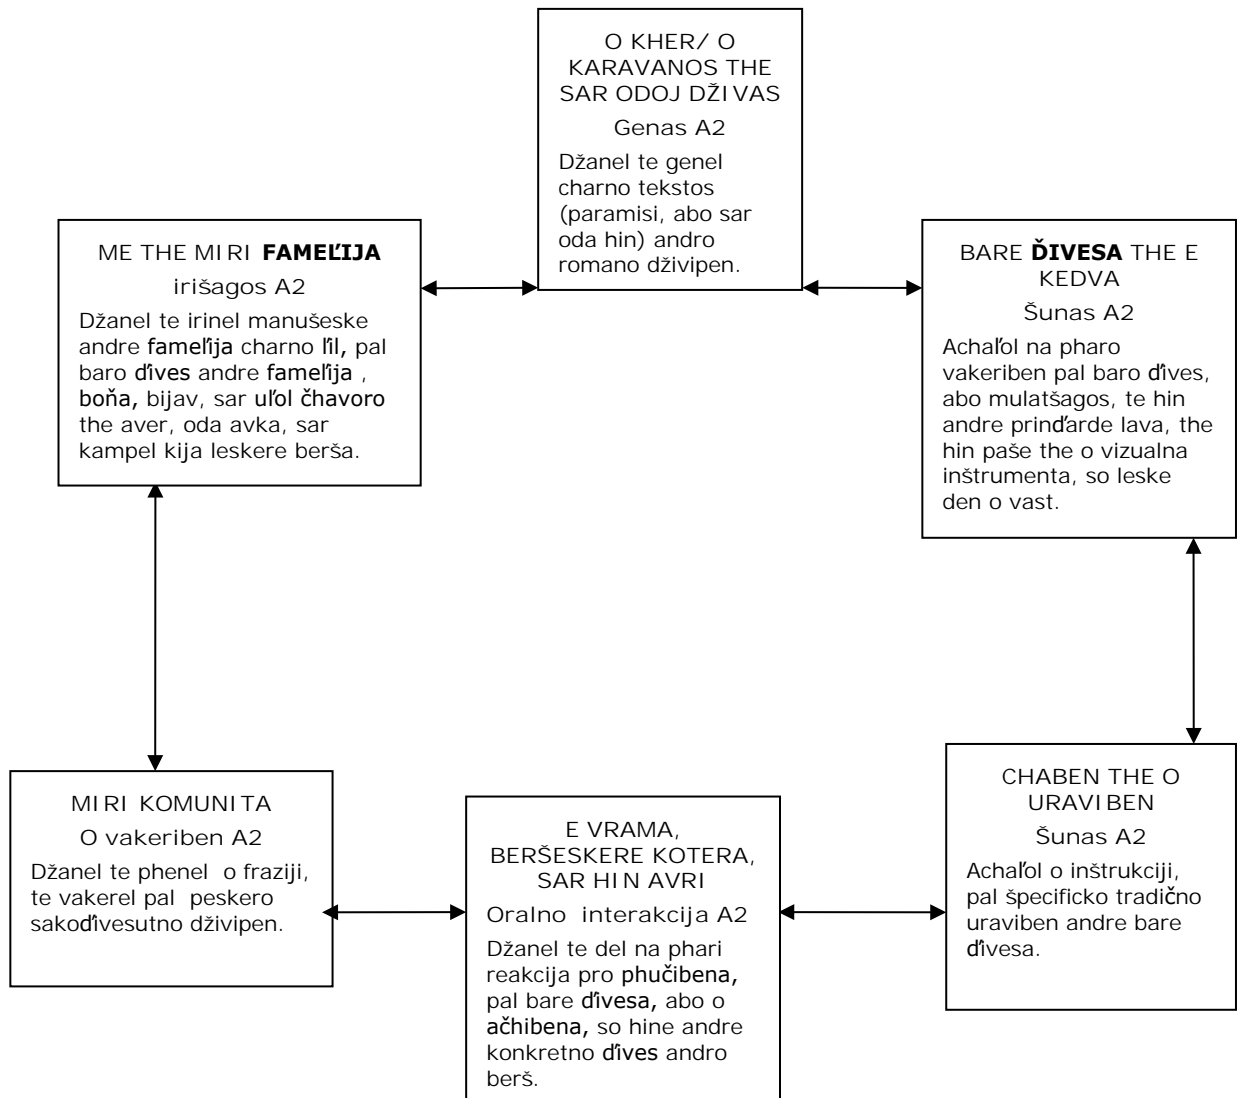 O KHER/ O
KARAVANOS THE
SAR ODOJ DŽIVAS
Genas A2
Džanel te genel
charno tekstos
(paramisi, abo sar
oda hin) andro
romano dživipen.
ME THE MIRI FAMEĽIJA
irišagos A2
Džanel te irinel manušeske
andre fameľija charno ľil, pal
baro ďives andre fameľija ,
boňa, bijav, sar uľol čhavoro
the aver, oda avka, sar
kampel kija leskere berša.
BARE ĎIVESA THE E
KEDVA
Šunas A2
Achaľol na pharo
vakeriben pal baro ďives,
abo mulatšagos, te hin
andre prinďarde lava, the
hin paše the o vizualna
inštrumenta, so leske
den o vast.
MIRI KOMUNITA
O vakeriben A2
Džanel te phenel o fraziji,
te vakerel pal peskero
sakoďivesutno dživipen.
E VRAMA,
BERŠESKERE KOTERA,
SAR HIN AVRI
Oralno interakcija A2
Džanel te del na phari
reakcija pro phučibena,
pal bare ďivesa, abo o
ačhibena, so hine andre
konkretno ďives andro
berš.
CHABEN THE O
URAVIBEN
Šunas A2
Achaľol o inštrukciji,
pal špecificko tradično
uraviben andre bare
ďivesa.